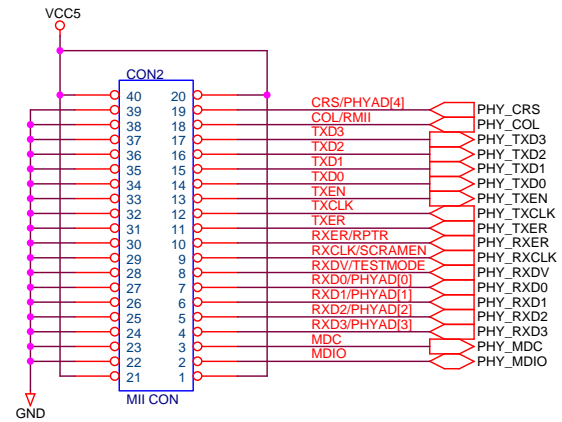 VCC5
CON2
40 20
39 19 CRS/PHYAD[4] PHY_CRS
38 18 COL/RMII PHY_COL
37 17 TXD3 PHY_TXD3
36 16 TXD2 PHY_TXD2
35 15 TXD1 PHY_TXD1
34 14 TXD0 PHY_TXD0
33 13 TXEN PHY_TXEN
32 12 TXCLK PHY_TXCLK
31 11 TXER PHY_TXER
30 10 RXER/RPTR PHY_RXER
29 9 RXCLK/SCRAMEN PHY_RXCLK
28 8 RXDV/TESTMODE PHY_RXDV
27 7 RXD0/PHYAD[0] PHY_RXD0
26 6 RXD1/PHYAD[1] PHY_RXD1
25 5 RXD2/PHYAD[2] PHY_RXD2
24 4 RXD3/PHYAD[3] PHY_RXD3
23 3 MDC PHY_MDC
22 2 MDIO PHY_MDIO
21 1
MII CON
GND